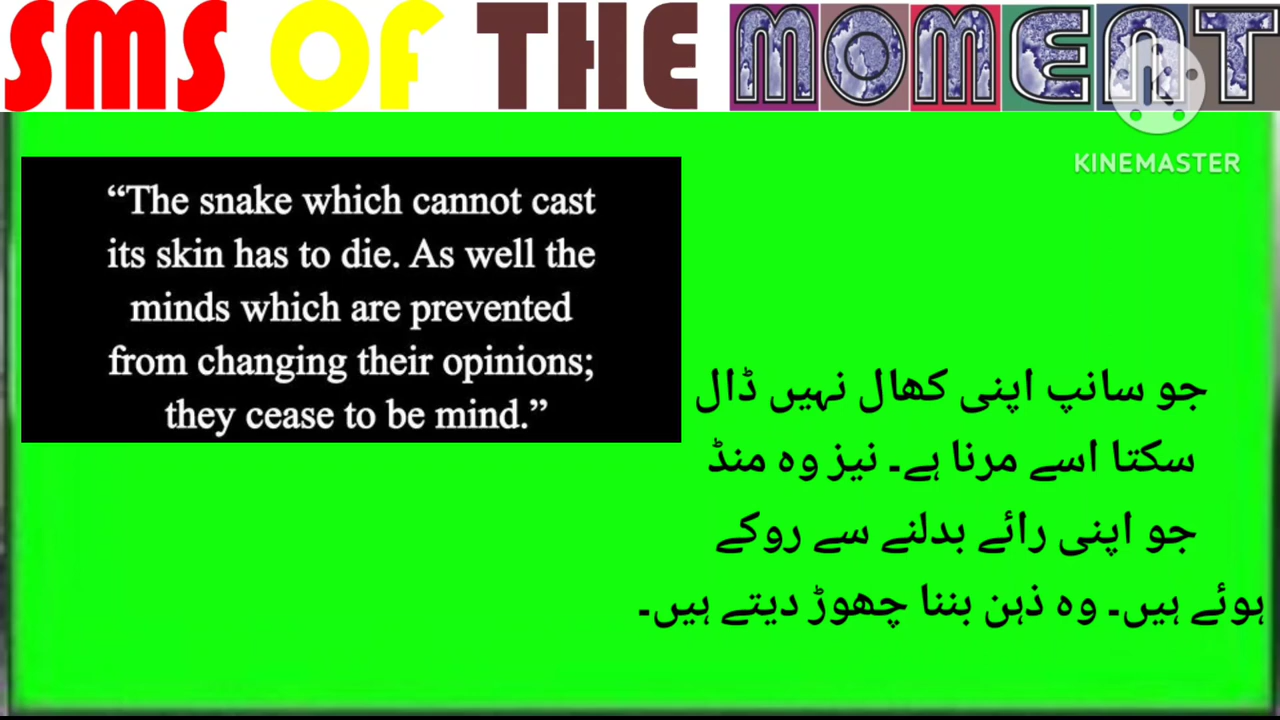 SMS OF THE MOMENT
KINEMASTER
“The snake which cannot cast
its skin has to die. As well the
minds which are prevented
from changing their opinions;
they cease to be mind.”
جو سانپ اپنی کھال نہیں ڈال
سکتا اسے مرنا ہے۔ نیز وہ منڈ
جو اپنی رائے بدلنے سے روکے
ہوئے ہیں۔ وہ ذہن بننا چھوڑ دیتے ہیں۔